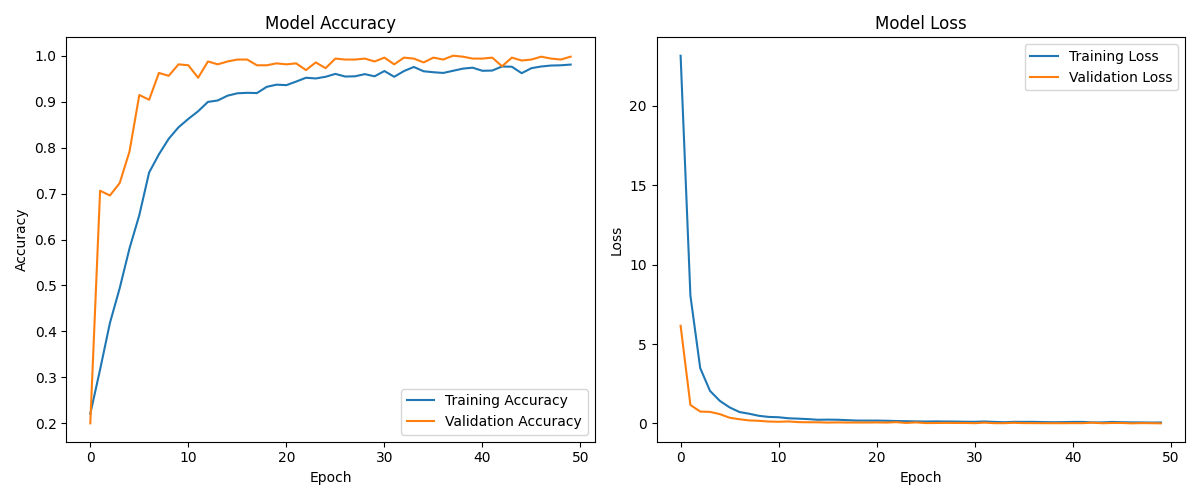 Model Accuracy
1.0
0.9
0.8
0.7
0.6
0.5
0.4
0.3
0.2
Accuracy
0
10
20
30
40
50
Epoch
Training Accuracy
Validation Accuracy
Model Loss
20
15
10
5
0
Loss
0
10
20
30
40
50
Epoch
Training Loss
Validation Loss